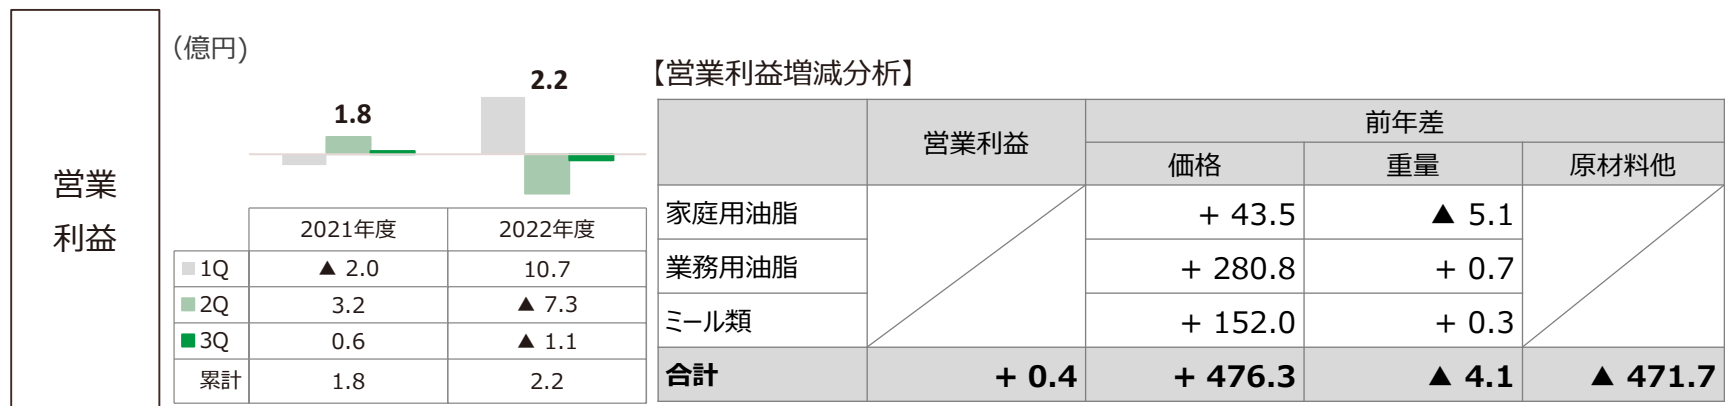 営業
利益
(億円)
1.8
2.2
2021年度 2022年度
1Q ▲ 2.0 10.7
2Q 3.2 ▲ 7.3
3Q 0.6 ▲ 1.1
累計 1.8 2.2
【営業利益増減分析】
営業利益 前年差
価格 重量 原材料他
家庭用油脂 + 43.5 ▲ 5.1
業務用油脂 + 280.8 + 0.7
ミール類 + 152.0 + 0.3
合計 + 0.4 + 476.3 ▲ 4.1 ▲ 471.7